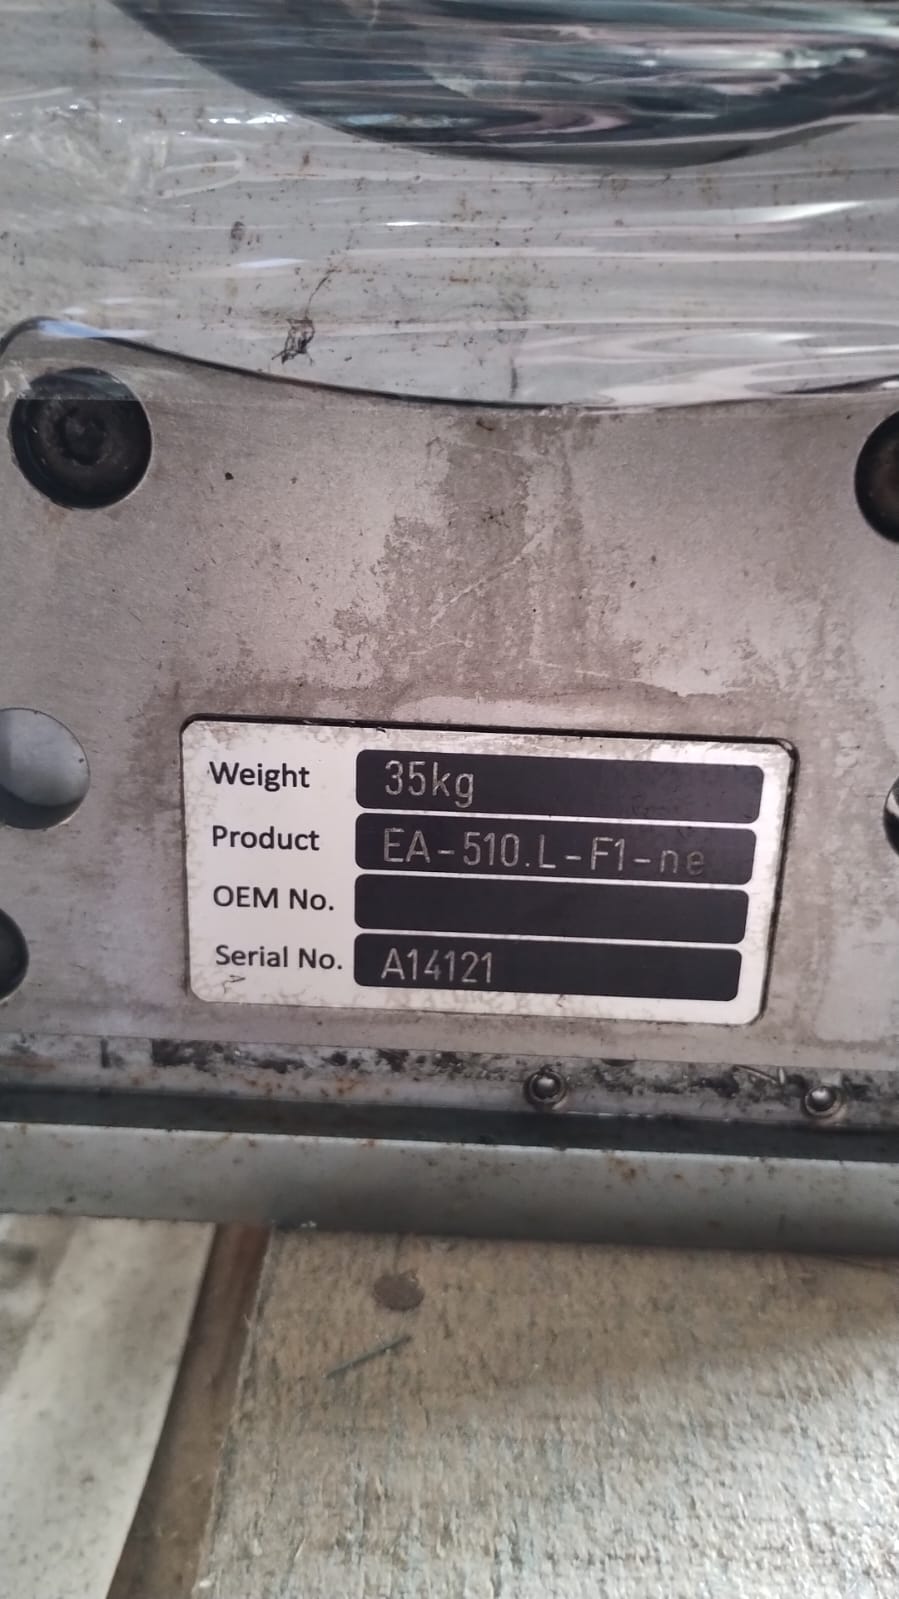 Weight 35kg
Product EA-510.L-F1-ne
OEM No.
Serial No. A14121